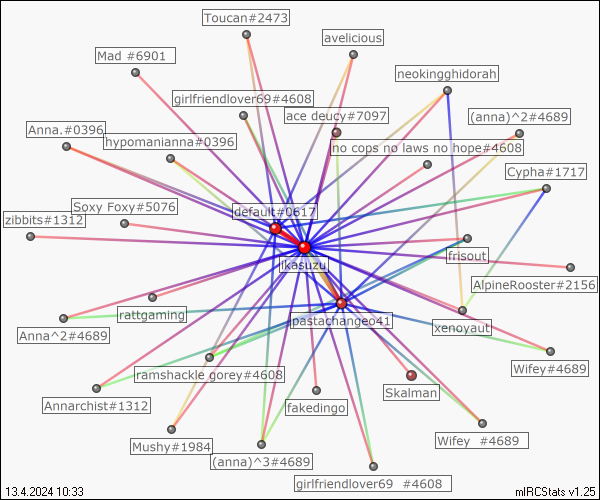 Toucan#2473
avelicious
Mad #6901
neokingghidorah
girlfriendlover69#4608
ace deucy#7097
(anna)^2#4689
Anna.#0396
hypomanianna#0396
no cops no laws no hope#4608
Cypha#1717
Soxy Foxy#5076
default#0617
zibbits#1312
frisout
ikasuzu
AlpineRooster#2156
rattgaming
pastachangeo41
xenoyaut
Anna^2#4689
Wifey#4689
ramshackle gorey#4608
Skalman
Annarchist#1312
fakedingo
Mushy#1984
Wifey  #4689
(anna)^3#4689
girlfriendlover69  #4608
13.4.2024 10:33
mIRCStats v1.25